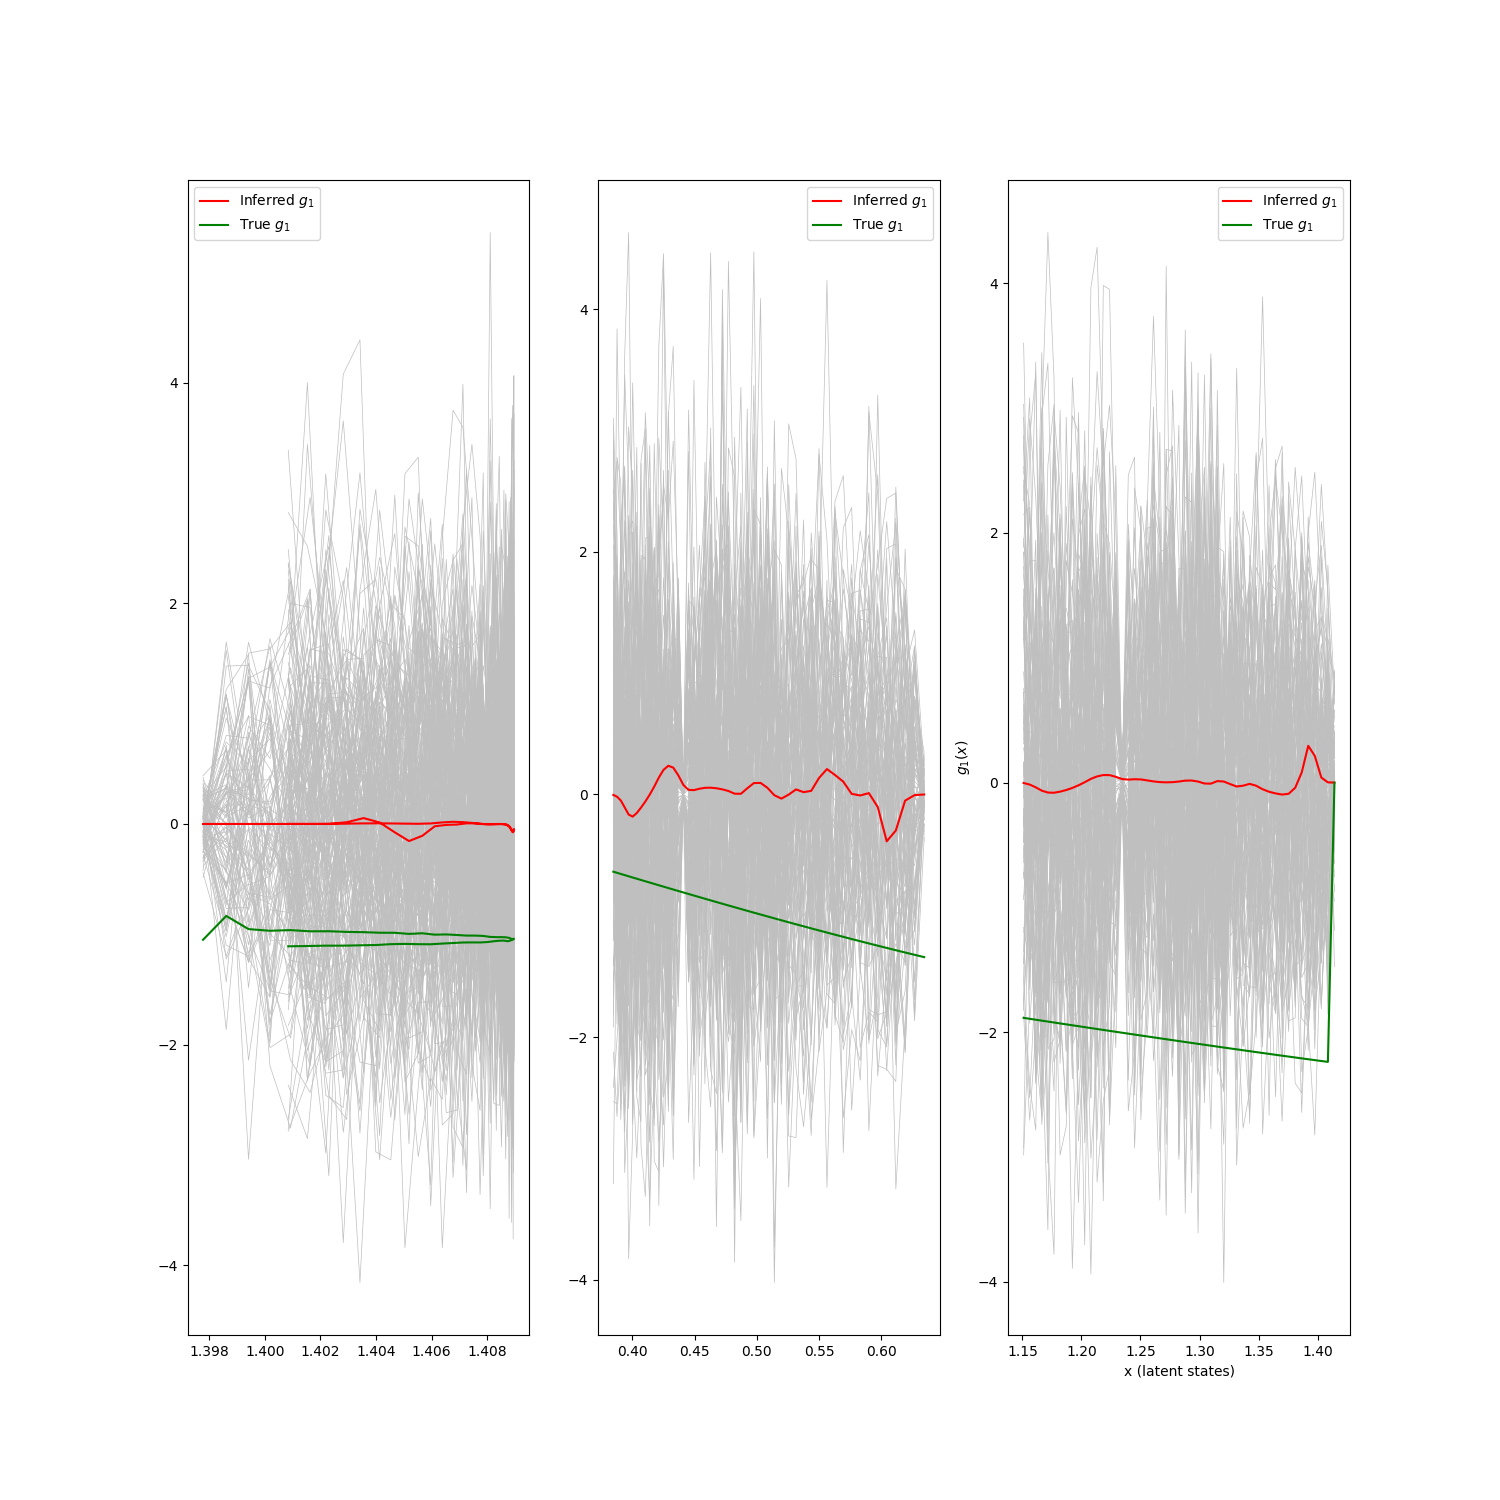 Inferred g₁
True g₁
4
2
0
−2
−4
1.398 1.400 1.402 1.404 1.406 1.408
Inferred g₁
True g₁
4
2
0
−2
−4
0.40 0.45 0.50 0.55 0.60
Inferred g₁
True g₁
g₁(x)
4
2
0
−2
−4
1.15 1.20 1.25 1.30 1.35 1.40
x (latent states)